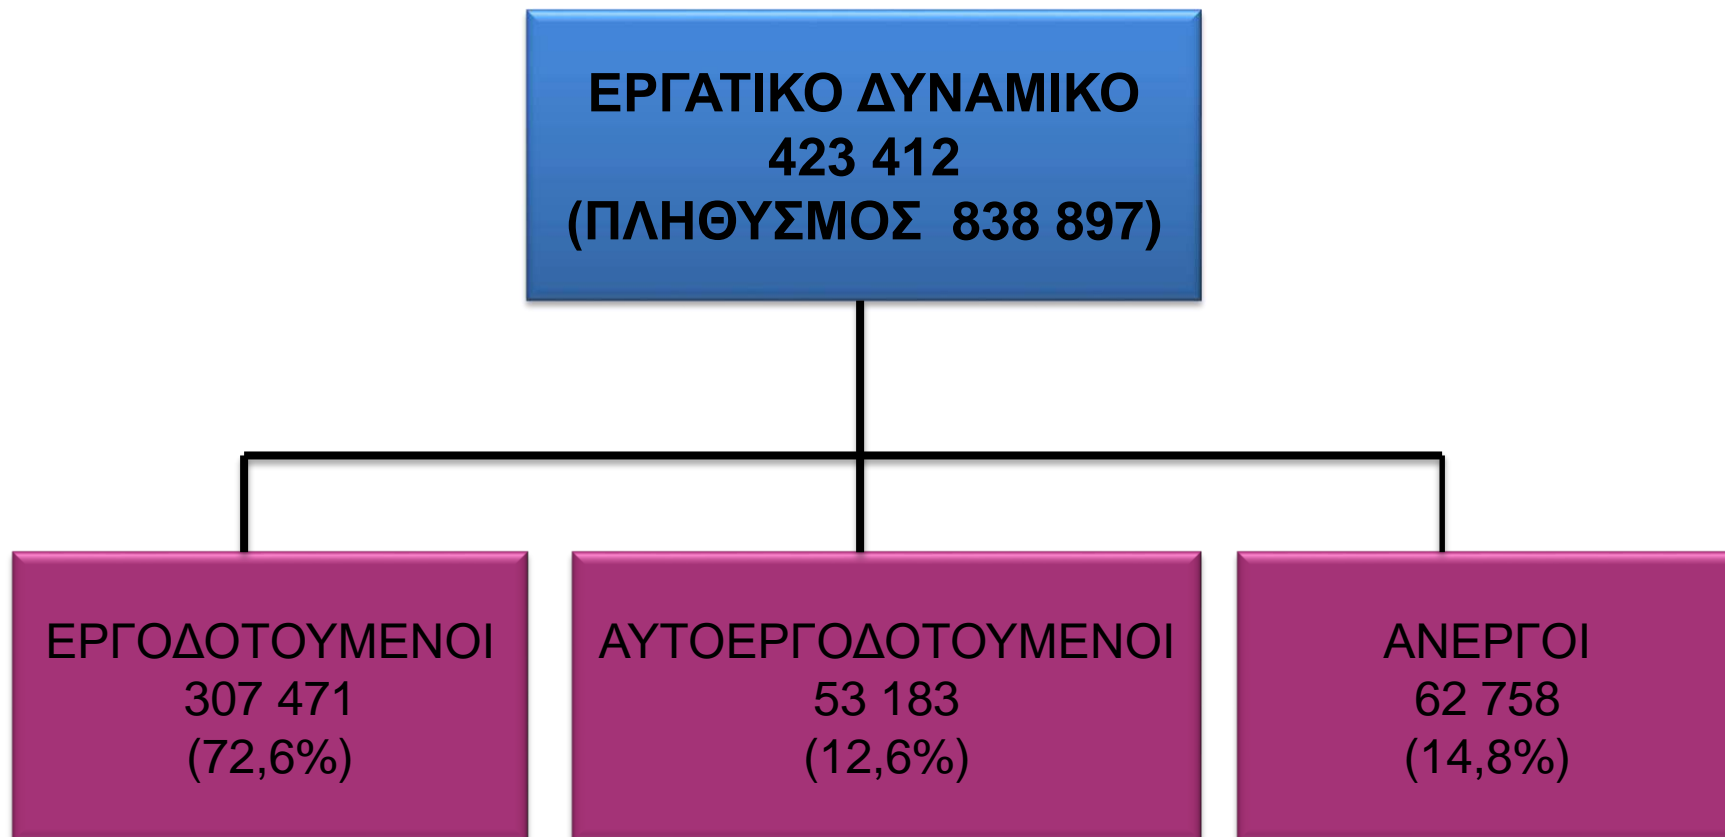 ΕΡΓΑΤΙΚΟ ΔΥΝΑΜΙΚΟ
423 412
(ΠΛΗΘΥΣΜΟΣ  838 897)
ΕΡΓΟΔΟΤΟΥΜΕΝΟΙ
307 471
(72,6%)
ΑΥΤΟΕΡΓΟΔΟΤΟΥΜΕΝΟΙ
53 183
(12,6%)
ΑΝΕΡΓΟΙ
62 758
(14,8%)